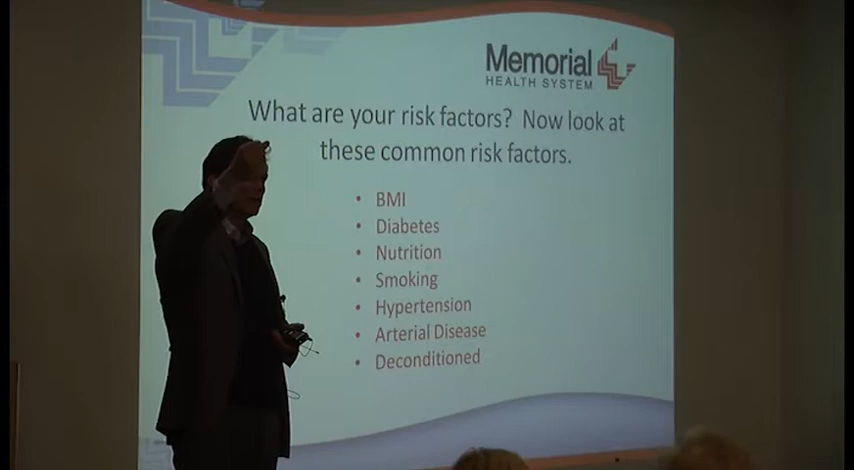 Memorial
HEALTH SYSTEM
What are your risk factors? Now look at
these common risk factors.
• BMI
• Diabetes
• Nutrition
• Smoking
• Hypertension
• Arterial Disease
• Deconditioned